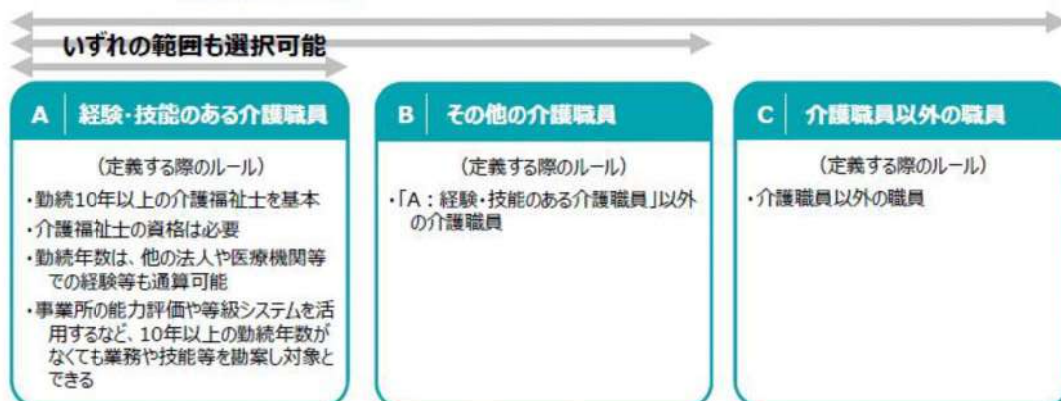 いずれの範囲も選択可能
A 経験・技能のある介護職員
（定義する際のルール）
・勤続10年以上の介護福祉士を基本
・介護福祉士の資格は必要
・勤続年数は、他の法人や医療機関等
での経験等も通算可能
・事業所の能力評価や等級システムを活
用するなど、10年以上の勤続年数が
なくても業務や技能等を勘案し対象と
できる
B その他の介護職員
（定義する際のルール）
・「A：経験・技能のある介護職員」以外
の介護職員
C 介護職員以外の職員
（定義する際のルール）
・介護職員以外の職員